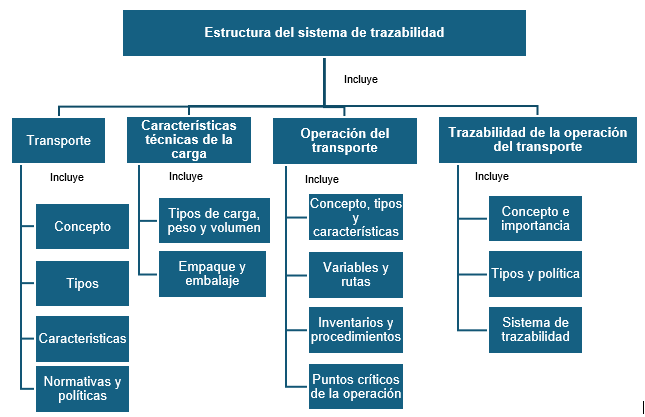 Estructura del sistema de trazabilidad
Incluye
Transporte
Características
técnicas de la
carga
Operación del
transporte
Trazabilidad de la operación
del transporte
Incluye
Incluye
Incluye
Incluye
Concepto
Tipos
Caracteristicas
Normativas y
políticas
Tipos de carga,
peso y volumen
Empaque y
embalaje
Concepto, tipos
y
características
Variables y
rutas
Inventarios y
procedimientos
Puntos críticos
de la operación
Concepto e
importancia
Tipos y política
Sistema de
trazabilidad